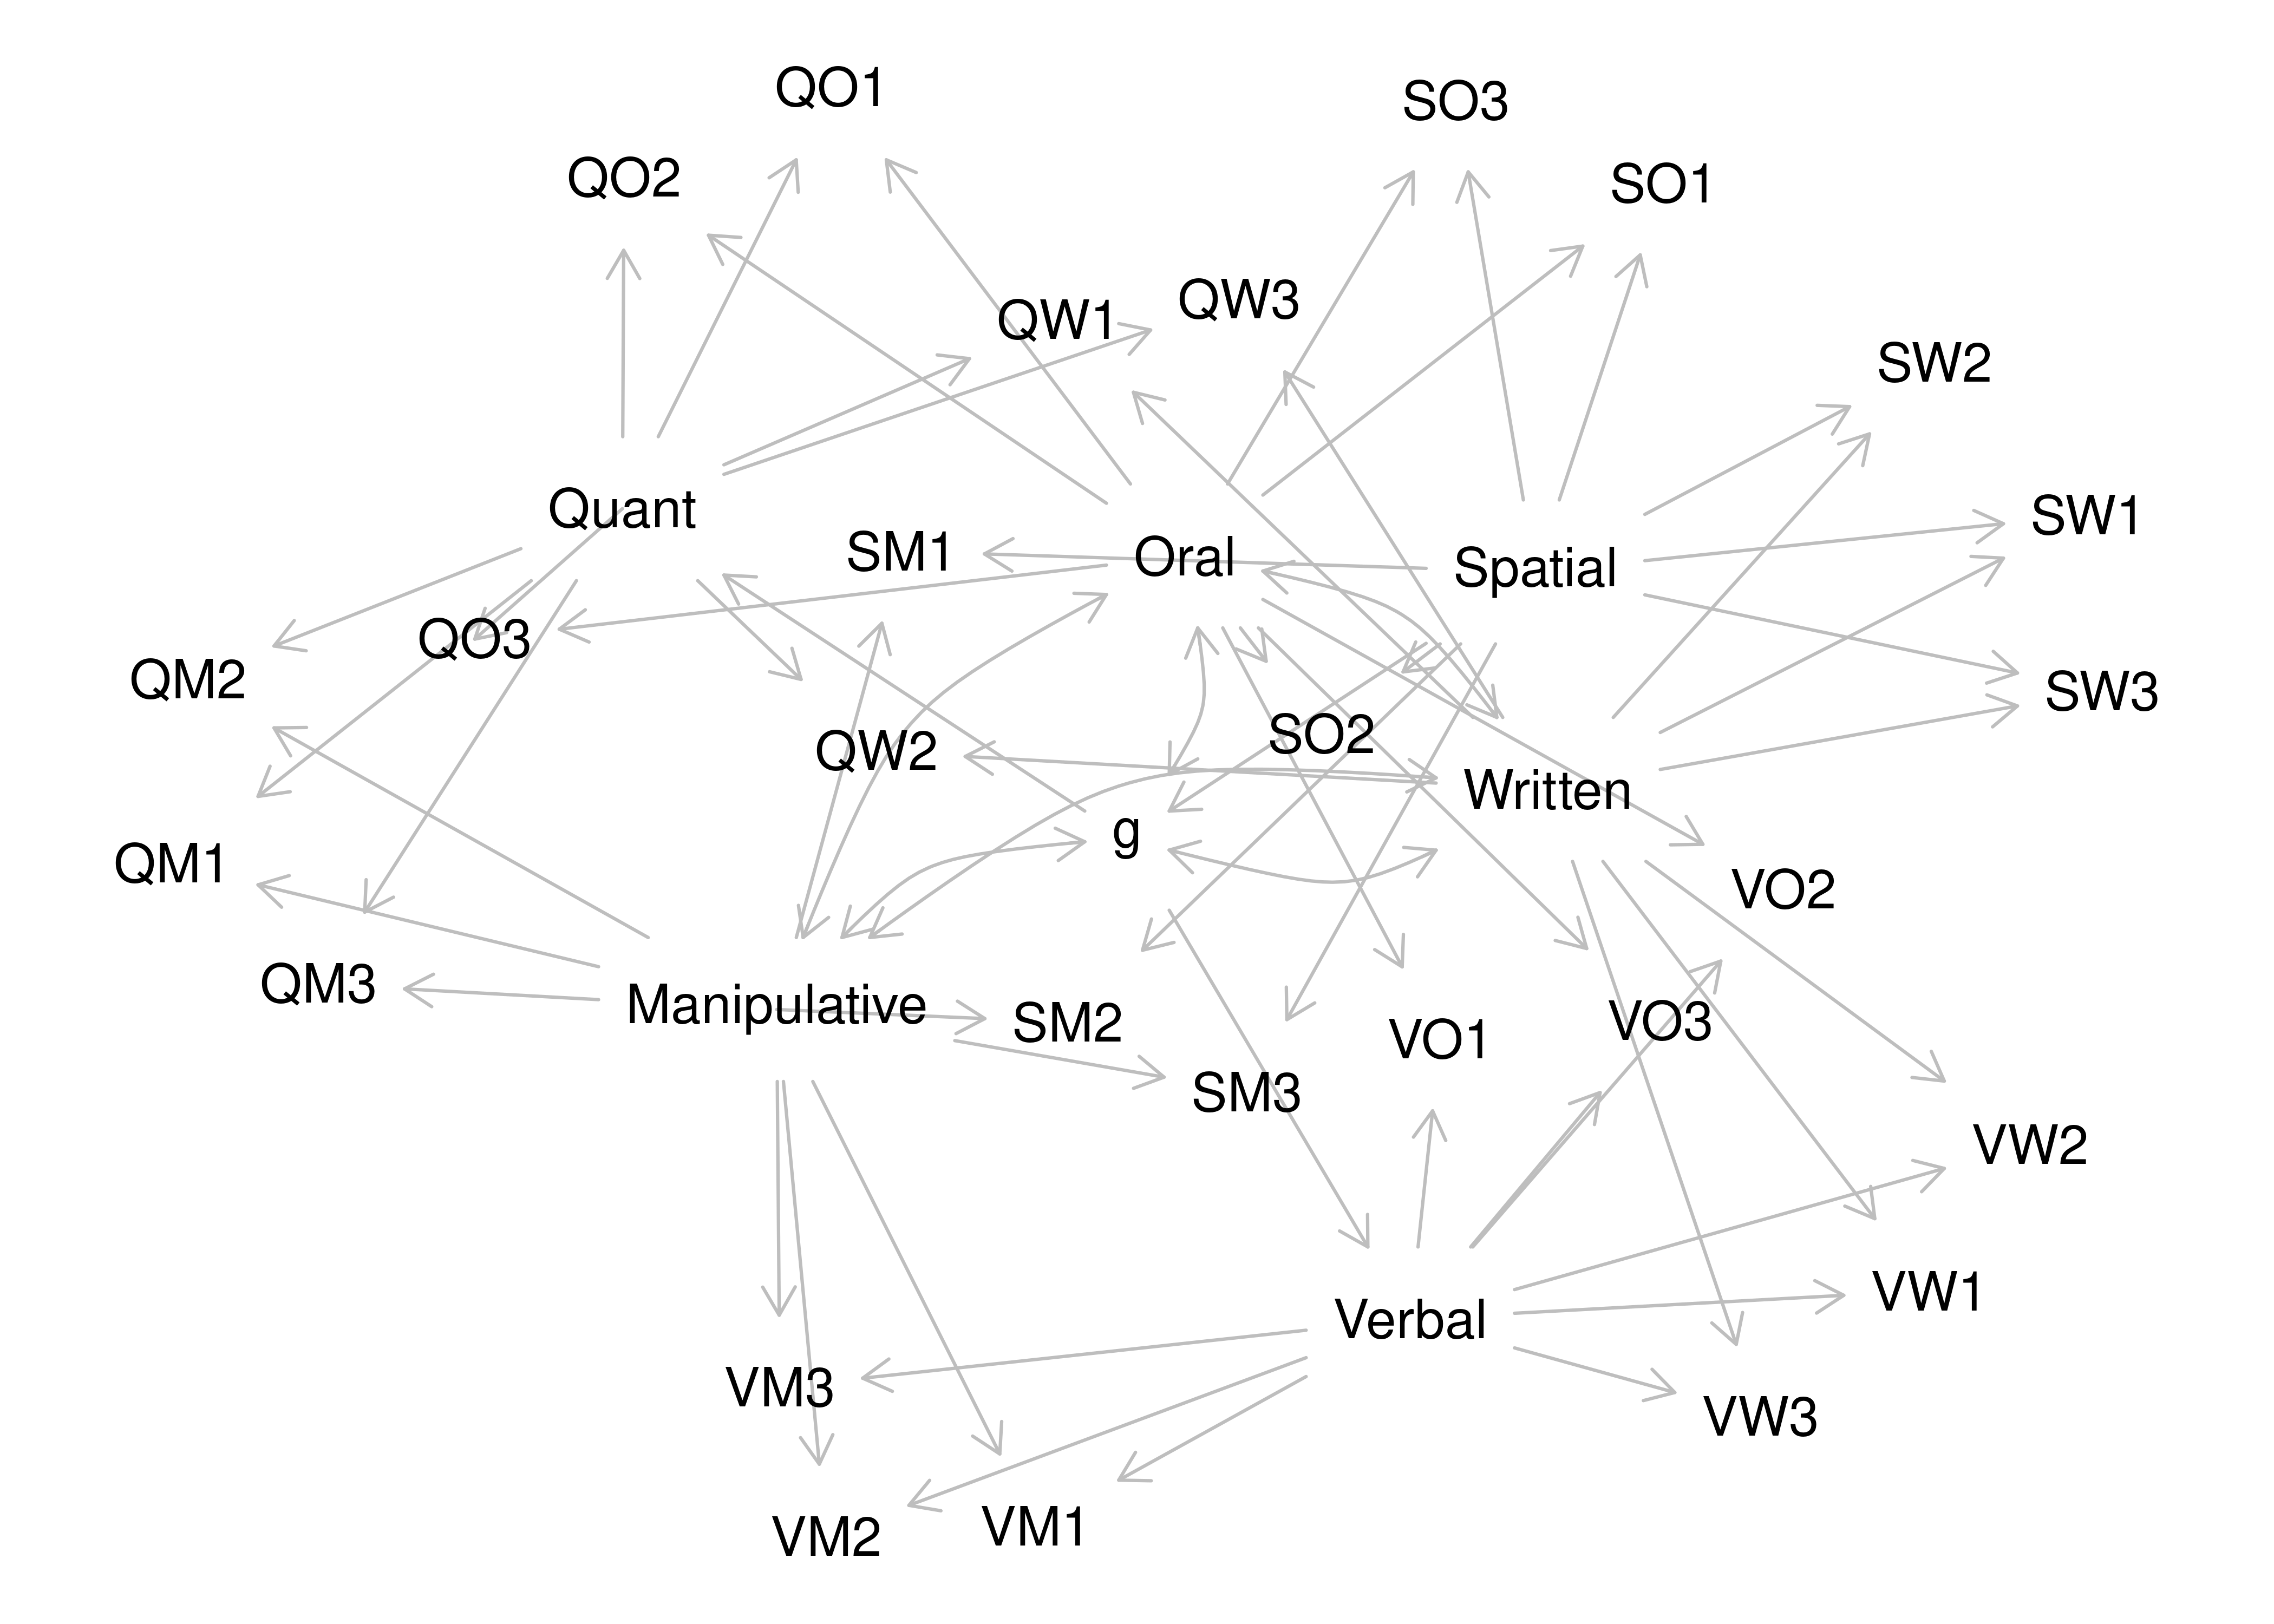 QO1
SO3
QO2
SO1
QW3
QW1
SW2
Quant
SW1
SM1
Oral
Spatial
QO3
QM2
SW3
SO2
QW2
Written
g
QM1
VO2
QM3
Manipulative
SM2
VO3
VO1
SM3
VW2
VW1
Verbal
VM3
VW3
VM1
VM2